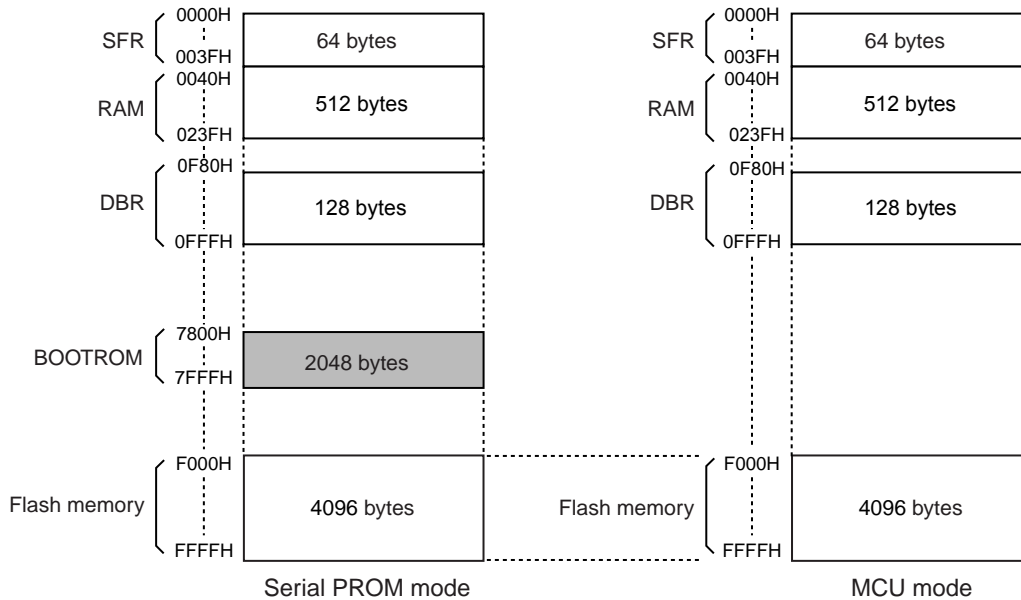 0000H
SFR
64 bytes
003FH
0040H
RAM
512 bytes
023FH
0F80H
DBR
128 bytes
0FFFH
7800H
BOOTROM
2048 bytes
7FFFH
F000H
Flash memory
4096 bytes
FFFFH
Serial PROM mode
0000H
SFR
64 bytes
003FH
0040H
RAM
512 bytes
023FH
0F80H
DBR
128 bytes
0FFFH
F000H
Flash memory
4096 bytes
FFFFH
MCU mode